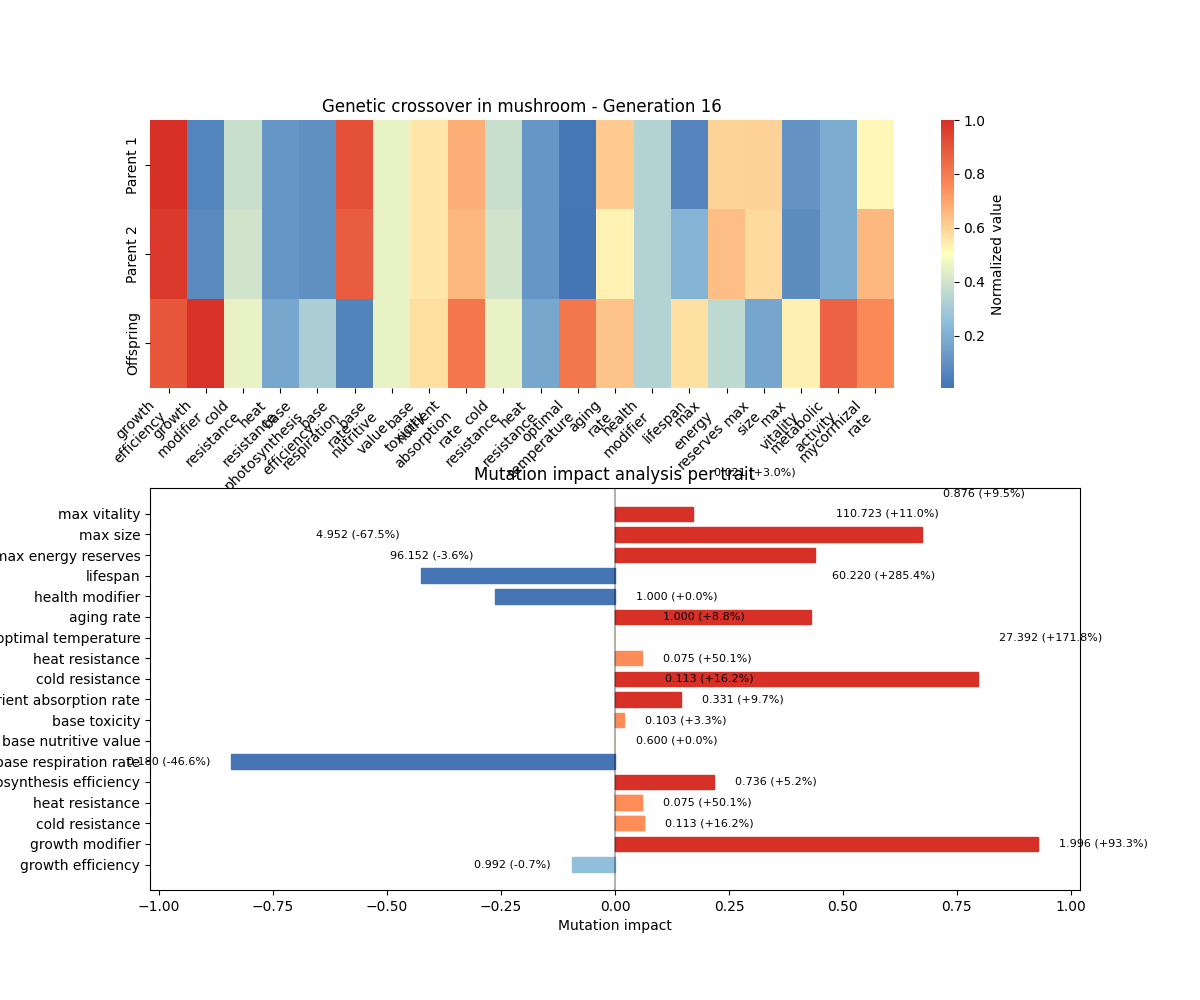 Genetic crossover in mushroom - Generation 16
Parent 1
Parent 2
Offspring
1.0
0.8
0.6
0.4
0.2
Normalized value
growth
efficiency
growth
modifier
cold
resistance
heat
resistance
base
photosynthesis
efficiency
base
respiration
rate
base
nutritive
value
base
toxicity
nutrient
absorption
rate
cold
resistance
heat
resistance
optimal
temperature
aging
rate
health
modifier
lifespan
max
energy
reserves
max
size
max
vitality
metabolic
activity
mycorrhizal
rate
Mutation impact analysis per trait
0.021 (+3.0%)
0.876 (+9.5%)
max vitality
110.723 (+11.0%)
max size
4.952 (-67.5%)
max energy reserves
96.152 (-3.6%)
lifespan
60.220 (+285.4%)
health modifier
1.000 (+0.0%)
aging rate
1.000 (+8.8%)
optimal temperature
27.392 (+171.8%)
heat resistance
0.075 (+50.1%)
cold resistance
0.113 (+16.2%)
rient absorption rate
0.331 (+9.7%)
base toxicity
0.103 (+3.3%)
base nutritive value
0.600 (+0.0%)
base respiration rate
0.180 (-46.6%)
osynthesis efficiency
0.736 (+5.2%)
heat resistance
0.075 (+50.1%)
cold resistance
0.113 (+16.2%)
growth modifier
1.996 (+93.3%)
growth efficiency
0.992 (-0.7%)
−1.00
−0.75
−0.50
−0.25
0.00
0.25
0.50
0.75
1.00
Mutation impact